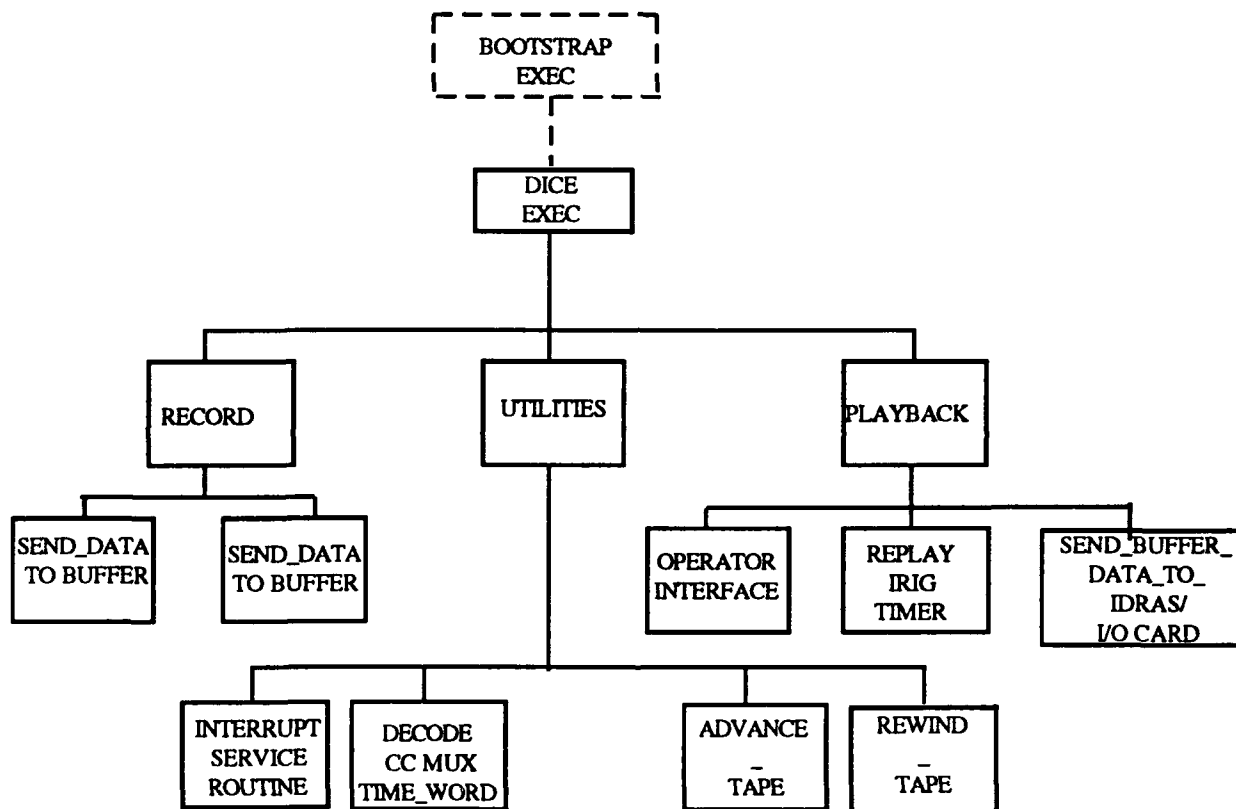 BOOTSTRAP
EXEC
DICE
EXEC
RECORD
UTILITIES
PLAYBACK
SEND_DATA
TO BUFFER
SEND_DATA
TO BUFFER
OPERATOR
INTERFACE
REPLAY
IRIG
TIMER
SEND_BUFFER_
DATA_TO_
IDRAS/
I/O CARD
INTERRUPT
SERVICE
ROUTINE
DECODE
CC MUX
TIME_WORD
ADVANCE
_
TAPE
REWIND
_
TAPE